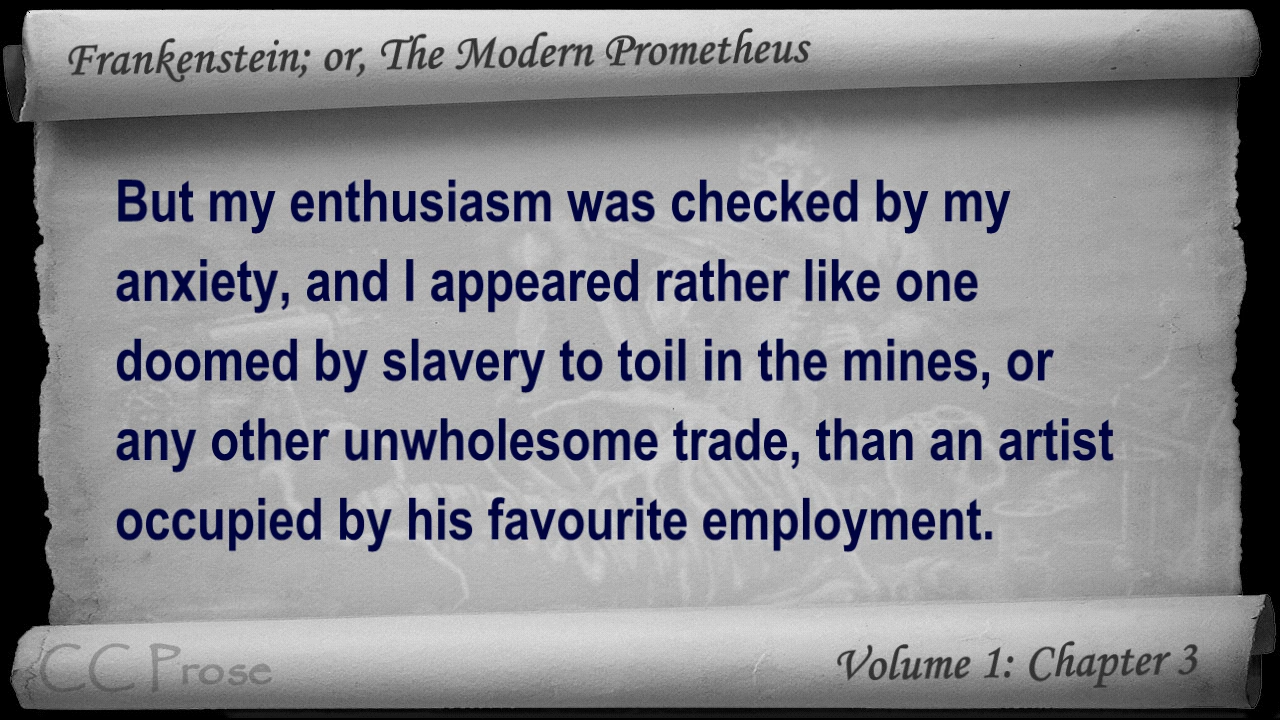 Frankenstein; or, The Modern Prometheus
But my enthusiasm was checked by my
anxiety, and I appeared rather like one
doomed by slavery to toil in the mines, or
any other unwholesome trade, than an artist
occupied by his favourite employment.
CC Prose
Volume 1: Chapter 3